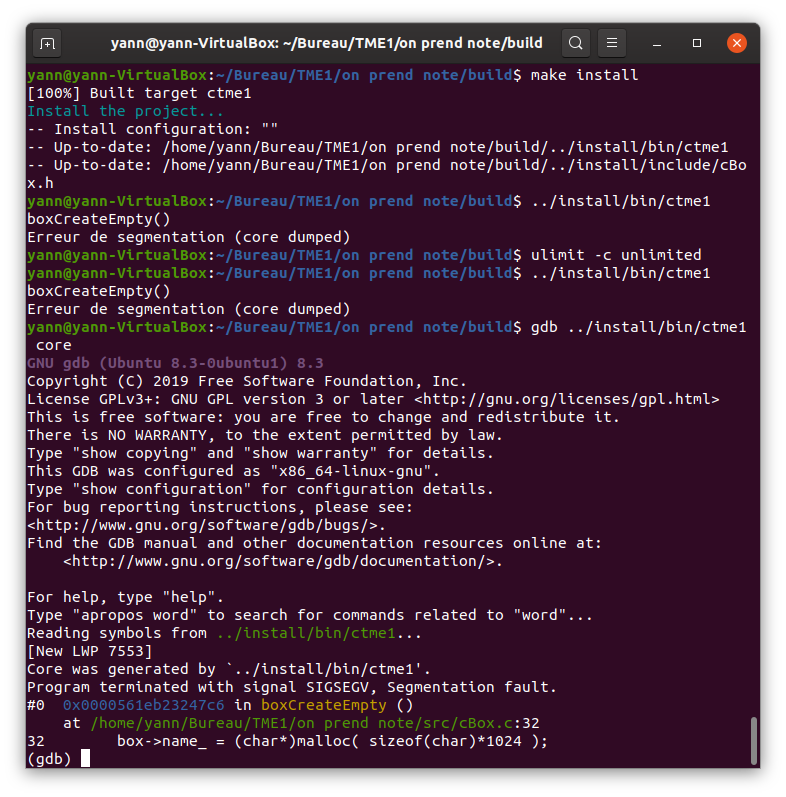 yann@yann-VirtualBox: ~/Bureau/TME1/on prend note/build
yann@yann-VirtualBox:~/Bureau/TME1/on prend note/build$ make install
[100%] Built target ctme1
Install the project...
-- Install configuration: ""
-- Up-to-date: /home/yann/Bureau/TME1/on prend note/build/../install/bin/ctme1
-- Up-to-date: /home/yann/Bureau/TME1/on prend note/build/../install/include/cBo
x.h
yann@yann-VirtualBox:~/Bureau/TME1/on prend note/build$ ../install/bin/ctme1
boxCreateEmpty()
Erreur de segmentation (core dumped)
yann@yann-VirtualBox:~/Bureau/TME1/on prend note/build$ ulimit -c unlimited
yann@yann-VirtualBox:~/Bureau/TME1/on prend note/build$ ../install/bin/ctme1
boxCreateEmpty()
Erreur de segmentation (core dumped)
yann@yann-VirtualBox:~/Bureau/TME1/on prend note/build$ gdb ../install/bin/ctme1
 core
GNU gdb (Ubuntu 8.3-0ubuntu1) 8.3
Copyright (C) 2019 Free Software Foundation, Inc.
License GPLv3+: GNU GPL version 3 or later <http://gnu.org/licenses/gpl.html>
This is free software: you are free to change and redistribute it.
There is NO WARRANTY, to the extent permitted by law.
Type "show copying" and "show warranty" for details.
This GDB was configured as "x86_64-linux-gnu".
Type "show configuration" for configuration details.
For bug reporting instructions, please see:
<http://www.gnu.org/software/gdb/bugs/>.
Find the GDB manual and other documentation resources online at:
    <http://www.gnu.org/software/gdb/documentation/>.

For help, type "help".
Type "apropos word" to search for commands related to "word"...
Reading symbols from ../install/bin/ctme1...
[New LWP 7553]
Core was generated by `../install/bin/ctme1'.
Program terminated with signal SIGSEGV, Segmentation fault.
#0  0x0000561eb23247c6 in boxCreateEmpty ()
    at /home/yann/Bureau/TME1/on prend note/src/cBox.c:32
32        box->name_ = (char*)malloc( sizeof(char)*1024 );
(gdb)